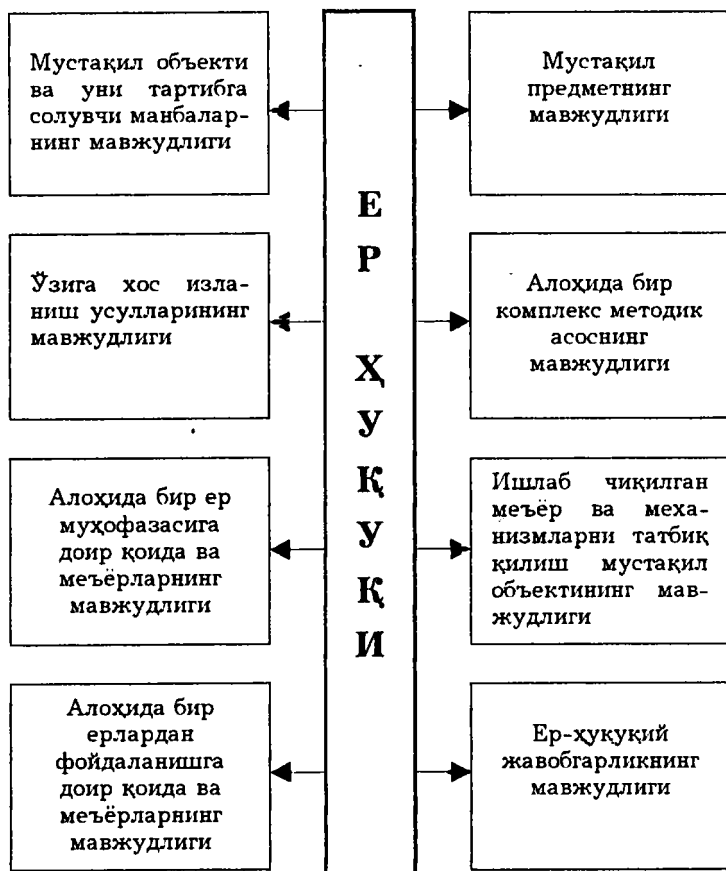 Мустақил объекти
ва уни тартибга
солувчи манбалар-
нинг мавжудлиги
Ўзига хос изла-
ниш усулларининг
мавжудлиги
Алоҳида бир ер
муҳофазасига
доир қоида ва
меъёрларнинг
мавжудлиги
Алоҳида бир
ерлардан
фойдаланишга
доир қоида ва
меъёрларнинг
мавжудлиги
Е
Р
Ҳ
У
Қ
У
Қ
И
Мустақил
предметнинг
мавжудлиги
Алоҳида бир
комплекс методик
асоснинг
мавжудлиги
Ишлаб чиқилган
меъёр ва меха-
низмларни татбиқ
қилиш мустақил
объектининг мав-
жудлиги
Ер-ҳуқуқий
жавобгарликнинг
мавжудлиги